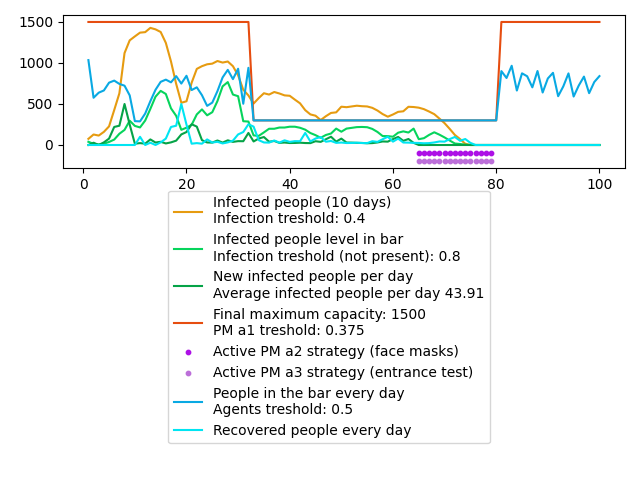 1500
1000
500
0
0 20 40 60 80 100
Infected people (10 days)
Infection treshold: 0.4
Infected people level in bar
Infection treshold (not present): 0.8
New infected people per day
Average infected people per day 43.91
Final maximum capacity: 1500
PM a1 treshold: 0.375
Active PM a2 strategy (face masks)
Active PM a3 strategy (entrance test)
People in the bar every day
Agents treshold: 0.5
Recovered people every day